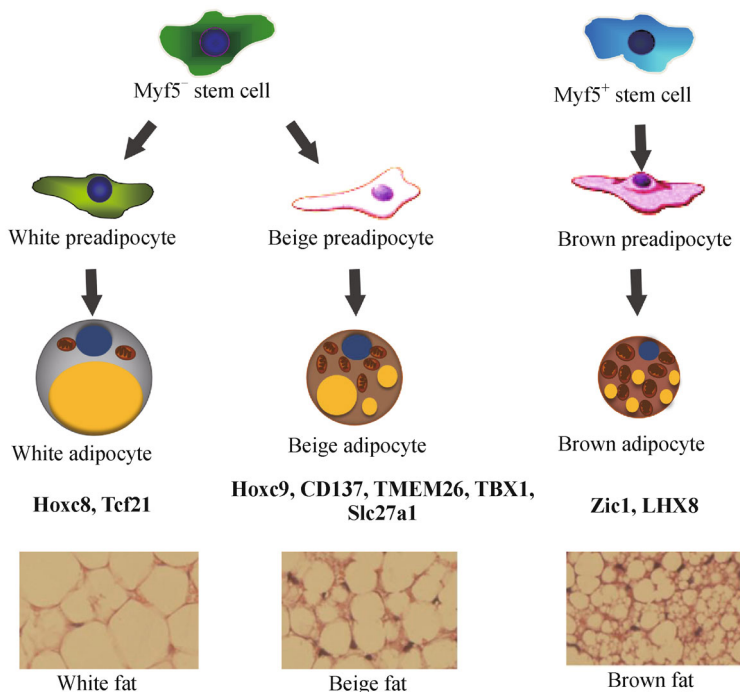 Myf5⁻ stem cell
Myf5⁺ stem cell
White preadipocyte
Beige preadipocyte
Brown preadipocyte
White adipocyte
Beige adipocyte
Brown adipocyte
Hoxc8, Tcf21
Hoxc9, CD137, TMEM26, TBX1,
Slc27a1
Zic1, LHX8
White fat
Beige fat
Brown fat